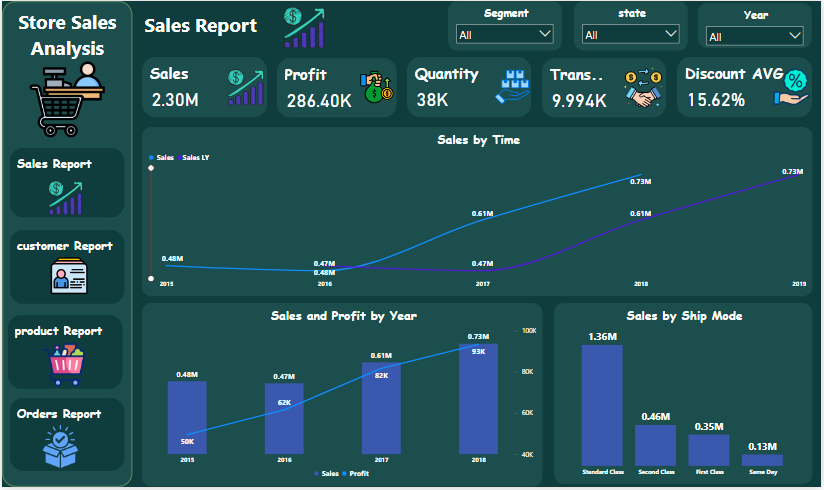 Store Sales
Analysis
Sales Report
customer Report
product Report
Orders Report
Sales Report
Segment
All
state
All
Year
All
Sales
2.30M
Profit
286.40K
Quantity
38K
Trans..
9.994K
Discount AVG
15.62%
Sales by Time
Sales Sales LY
0.48M
0.47M
0.48M
0.61M
0.47M
0.73M
0.61M
0.73M
2015 2016 2017 2018 2019
Sales and Profit by Year
0.48M
0.47M
0.61M
0.73M
50K
62K
82K
93K
100K
80K
60K
40K
2015 2016 2017 2018
Sales Profit
Sales by Ship Mode
1.36M
0.46M
0.35M
0.13M
Standard Class Second Class First Class Same Day